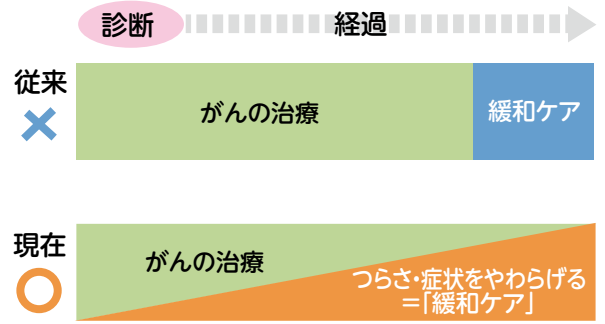 診断
経過
従来
がんの治療
緩和ケア
現在
がんの治療
つらさ・症状をやわらげる
＝「緩和ケア」